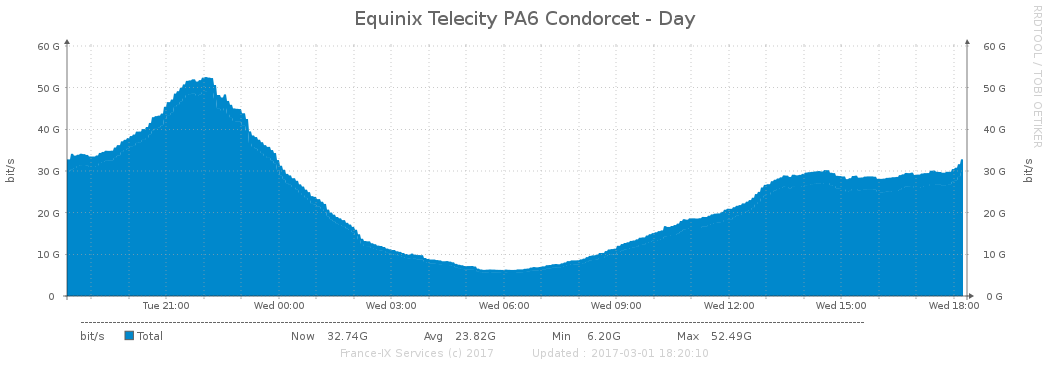 Equinix Telecity PA6 Condorcet - Day
RRDTOOL / TOBI OETIKER
60 G 60 G
50 G 50 G
40 G 40 G
30 G 30 G
20 G 20 G
10 G 10 G
0 0 G
bit/s bit/s
Tue 21:00 Wed 00:00 Wed 03:00 Wed 06:00 Wed 09:00 Wed 12:00 Wed 15:00 Wed 18:00
bit/s Total Now 32.74G Avg 23.82G Min 6.20G Max 52.49G
France-IX Services (c) 2017 Updated : 2017-03-01 18:20:10